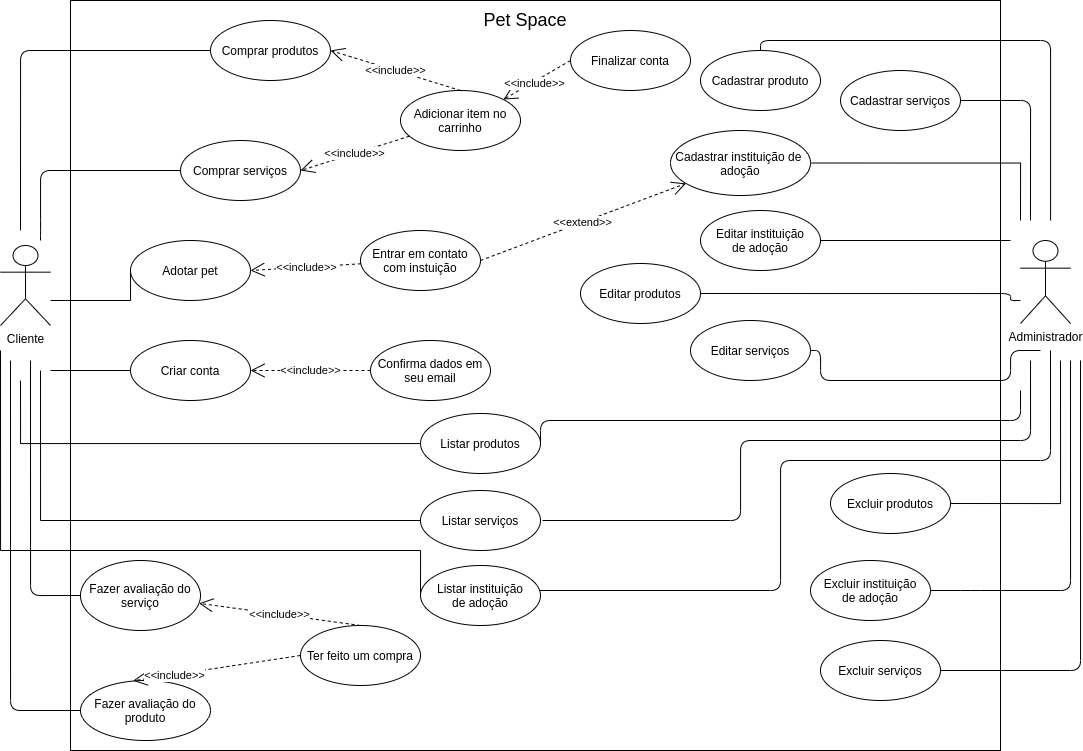 Pet Space
Comprar produtos
<<include>>
Finalizar conta
<<include>>
Adicionar item no
carrinho
Cadastrar produto
Cadastrar serviços
<<include>>
Comprar serviços
Cadastrar instituição de
adoção
<<extend>>
Editar instituição
de adoção
Adotar pet
<<include>>
Entrar em contato
com instuição
Editar produtos
Cliente
Administrador
Editar serviços
Criar conta
<<include>>
Confirma dados em
seu email
Listar produtos
Listar serviços
Excluir produtos
Listar instituição
de adoção
Excluir instituição
de adoção
Fazer avaliação do
serviço
<<include>>
Ter feito um compra
Excluir serviços
<<include>>
Fazer avaliação do
produto